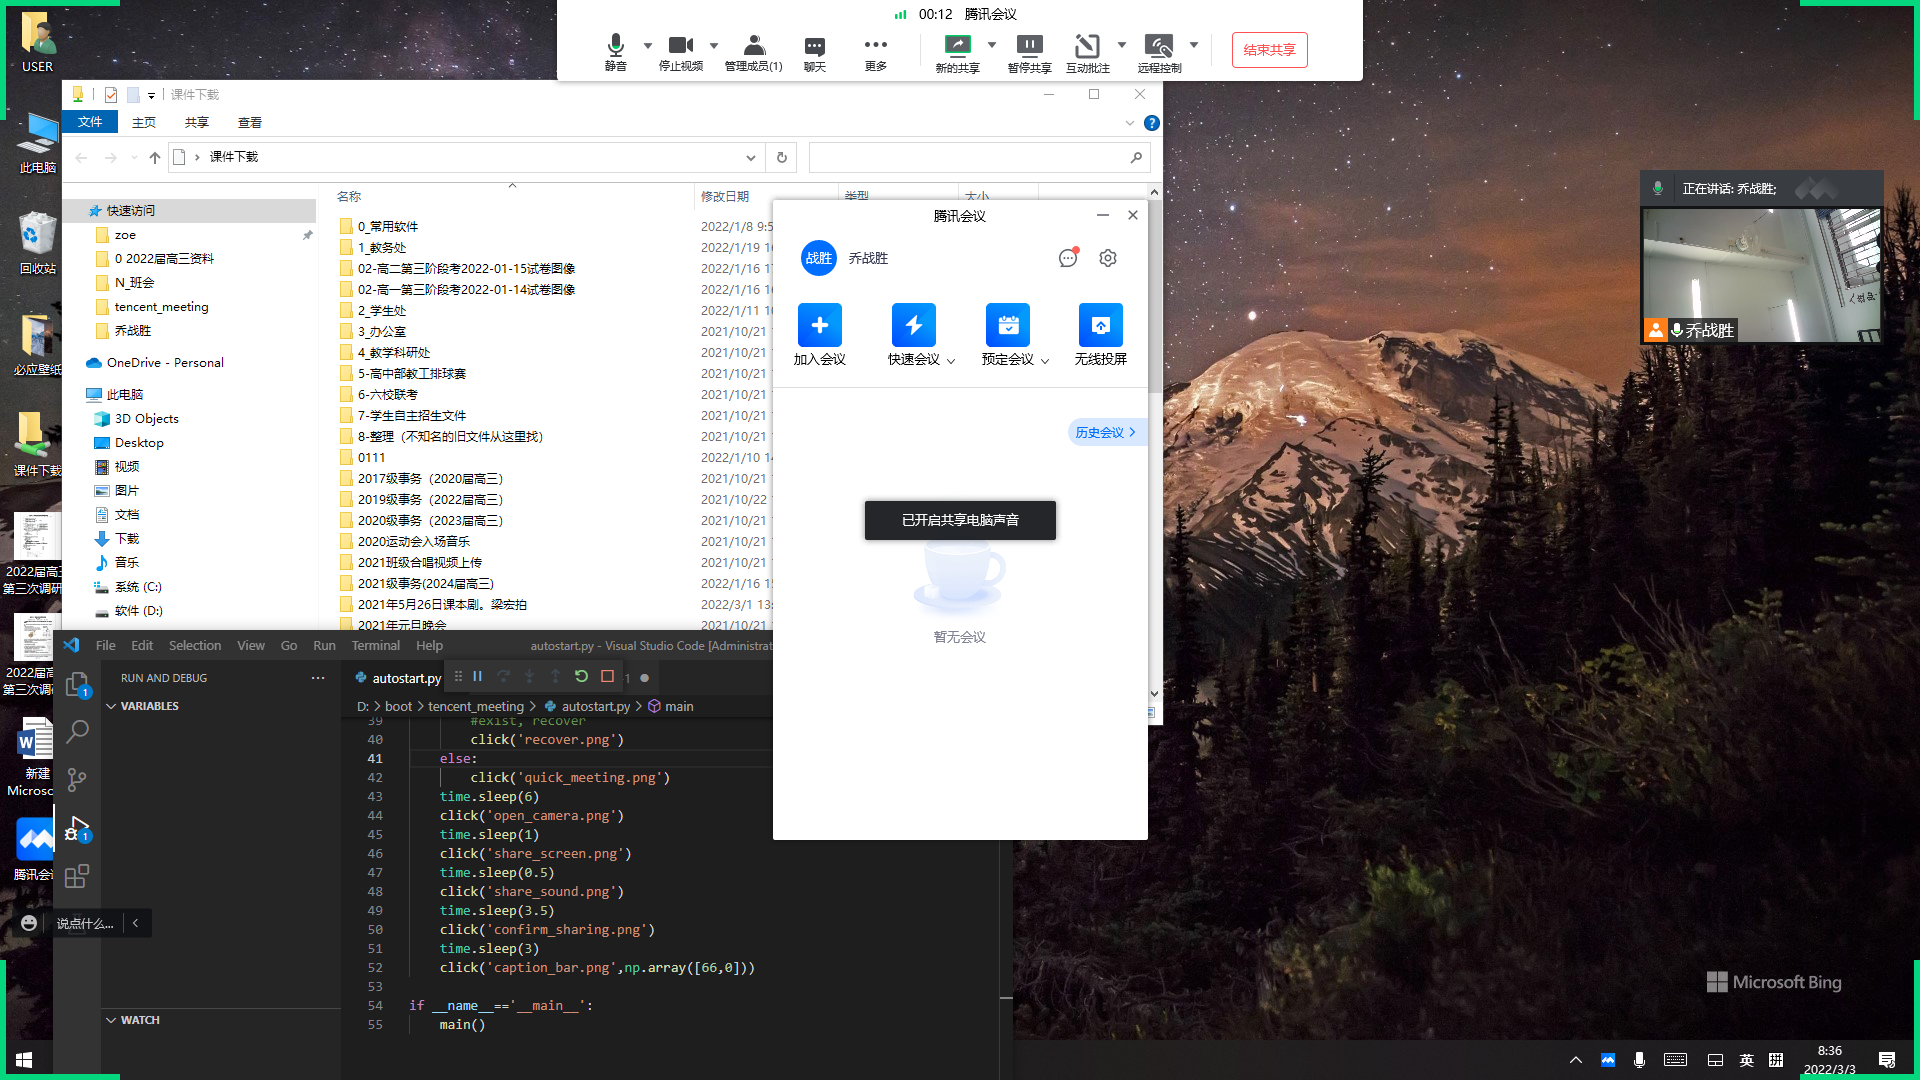 00:12 腾讯会议
静音 停止视频 管理成员(1) 聊天 更多 新的共享 暂停共享 互动批注 远程控制 结束共享
USER
此电脑
回收站
必应壁纸
课件下载
2022届高三
第三次调研
2022届高三
第三次调研
新建
Microso
腾讯会议
课件下载
文件 主页 共享 查看
课件下载
快速访问
zoe
0 2022届高三资料
N_班会
tencent_meeting
乔战胜
OneDrive - Personal
此电脑
3D Objects
Desktop
视频
图片
文档
下载
音乐
系统 (C:)
软件 (D:)
名称 修改日期 类型 大小
0_常用软件 2022/1/8 9:5
1_教务处 2022/1/19 1
02-高二第三阶段考2022-01-15试卷图像 2022/1/16 1
02-高一第三阶段考2022-01-14试卷图像 2022/1/16 1
2_学生处 2022/1/11 1
3_办公室 2021/10/21
4_教学科研处 2021/10/21
5-高中部教工排球赛 2021/10/21
6-六校联考 2021/10/21
7-学生自主招生文件 2021/10/21
8-整理（不知名的旧文件从这里找） 2021/10/21
0111 2022/1/10 1
2017级事务（2020届高三） 2021/10/21
2019级事务（2022届高三） 2021/10/22
2020级事务（2023届高三） 2021/10/21
2020运动会入场音乐 2021/10/21
2021班级合唱视频上传 2021/10/21
2021级事务(2024届高三) 2022/1/16 1
2021年5月26日课本剧。梁宏拍 2022/3/1 13:
2021年元旦晚会 2021/10/21
腾讯会议
战胜 乔战胜
加入会议 快速会议 预定会议 无线投屏
历史会议
已开启共享电脑声音
暂无会议
正在讲话: 乔战胜;
乔战胜
File Edit Selection View Go Run Terminal Help autostart.py - Visual Studio Code [Administrat
RUN AND DEBUG
VARIABLES
WATCH
autostart.py 1
D: > boot > tencent_meeting > autostart.py > main
39 #exist, recover
40 click('recover.png')
41 else:
42 click('quick_meeting.png')
43 time.sleep(6)
44 click('open_camera.png')
45 time.sleep(1)
46 click('share_screen.png')
47 time.sleep(0.5)
48 click('share_sound.png')
49 time.sleep(3.5)
50 click('confirm_sharing.png')
51 time.sleep(3)
52 click('caption_bar.png',np.array([66,0]))
53
54 if __name__=='__main__':
55 main()
1
1
说点什么...
Microsoft Bing
英
拼
8:36
2022/3/3